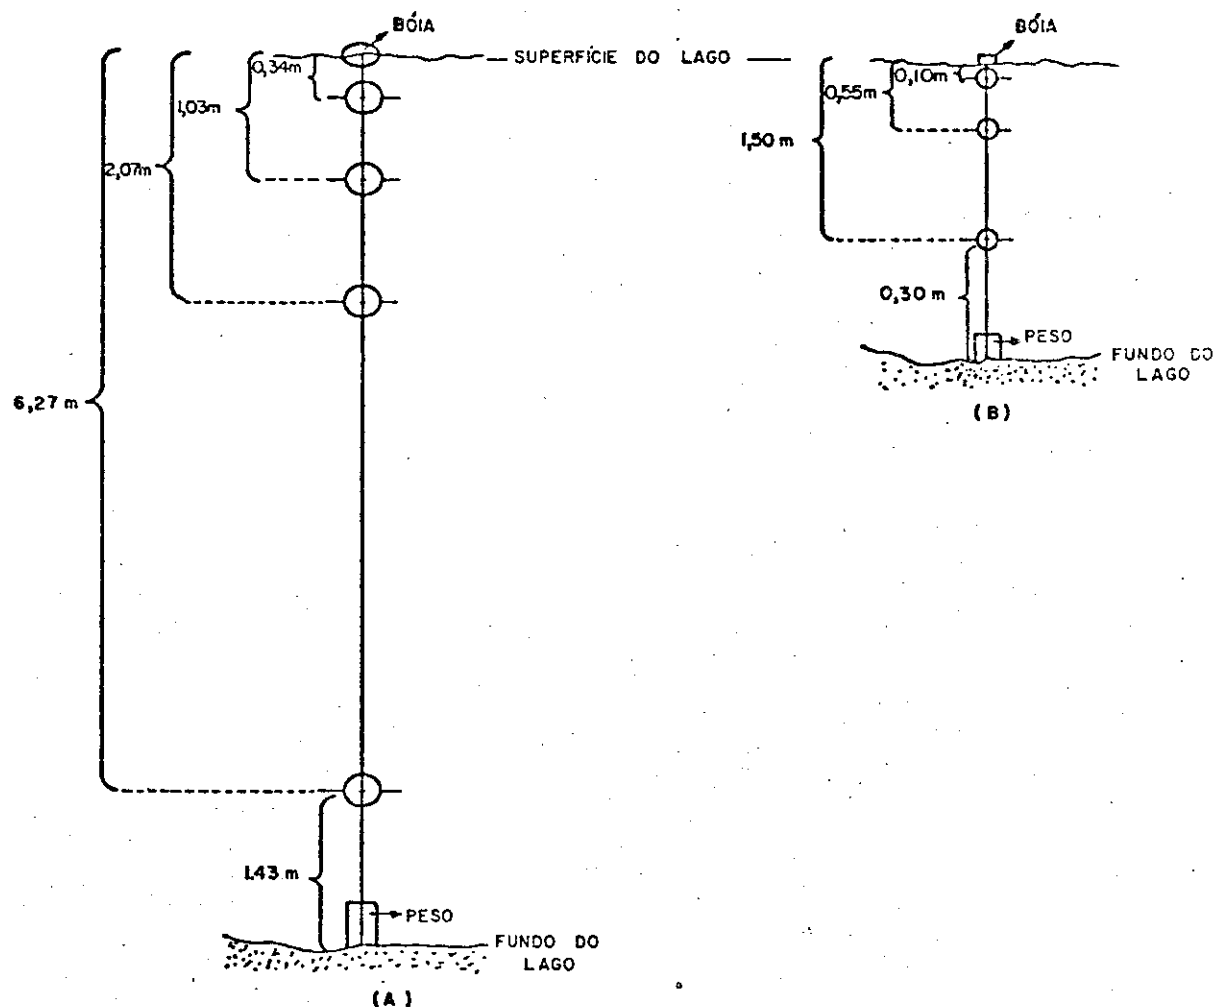 BÓIA
SUPERFÍCIE DO LAGO
0,34m
1,03m
2,07m
6,27 m
1.43 m
PESO
FUNDO DO
LAGO
(A)
BÓIA
0,10m
0,55m
1,50 m
0,30 m
PESO
FUNDO DO
LAGO
(B)